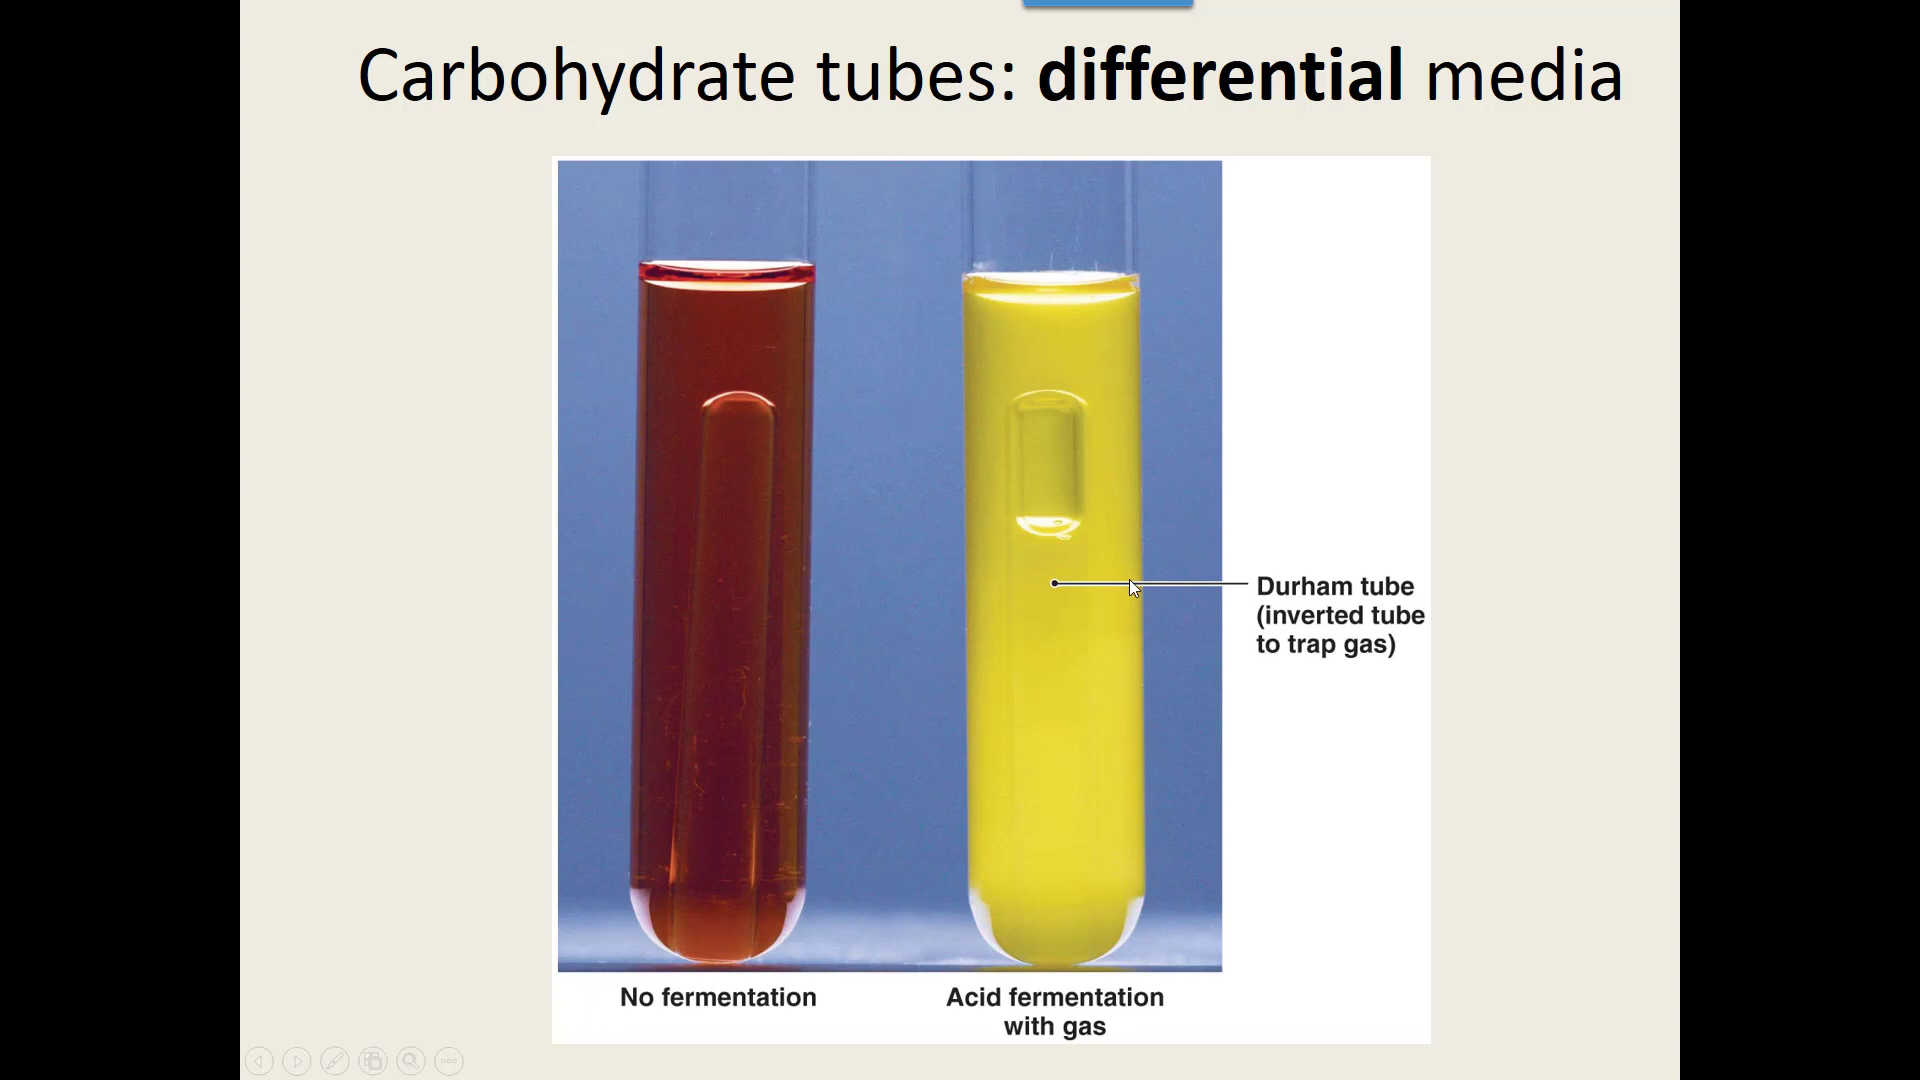 Carbohydrate tubes: differential media
Durham tube
(inverted tube
to trap gas)
No fermentation
Acid fermentation
with gas